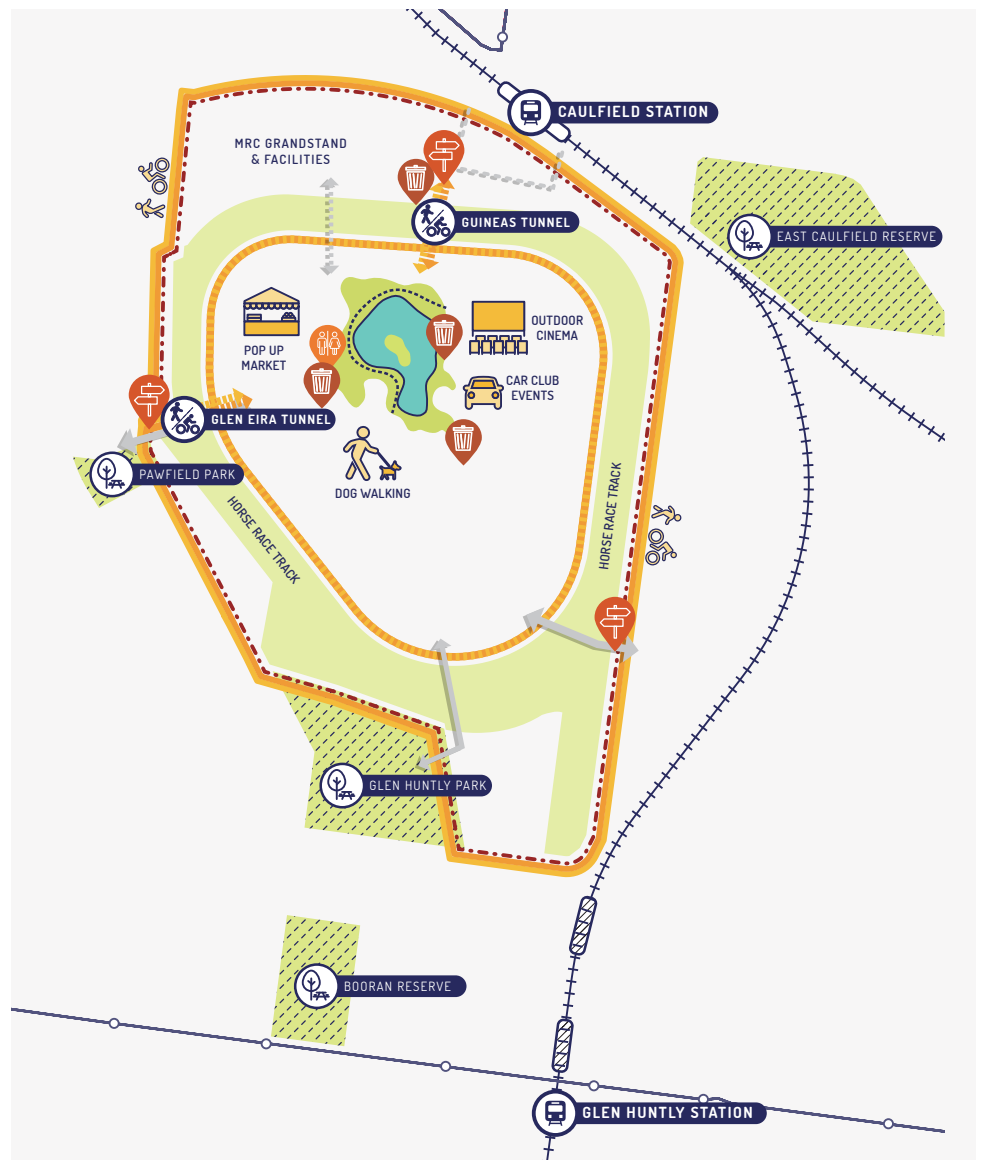 CAULFIELD STATION
MRC GRANDSTAND
& FACILITIES
GUINEAS TUNNEL
EAST CAULFIELD RESERVE
OUTDOOR
CINEMA
POP UP
MARKET
CAR CLUB
EVENTS
GLEN EIRA TUNNEL
PAWFIELD PARK
DOG WALKING
HORSE RACE TRACK
HORSE RACE TRACK
GLEN HUNTLY PARK
BOORAN RESERVE
GLEN HUNTLY STATION